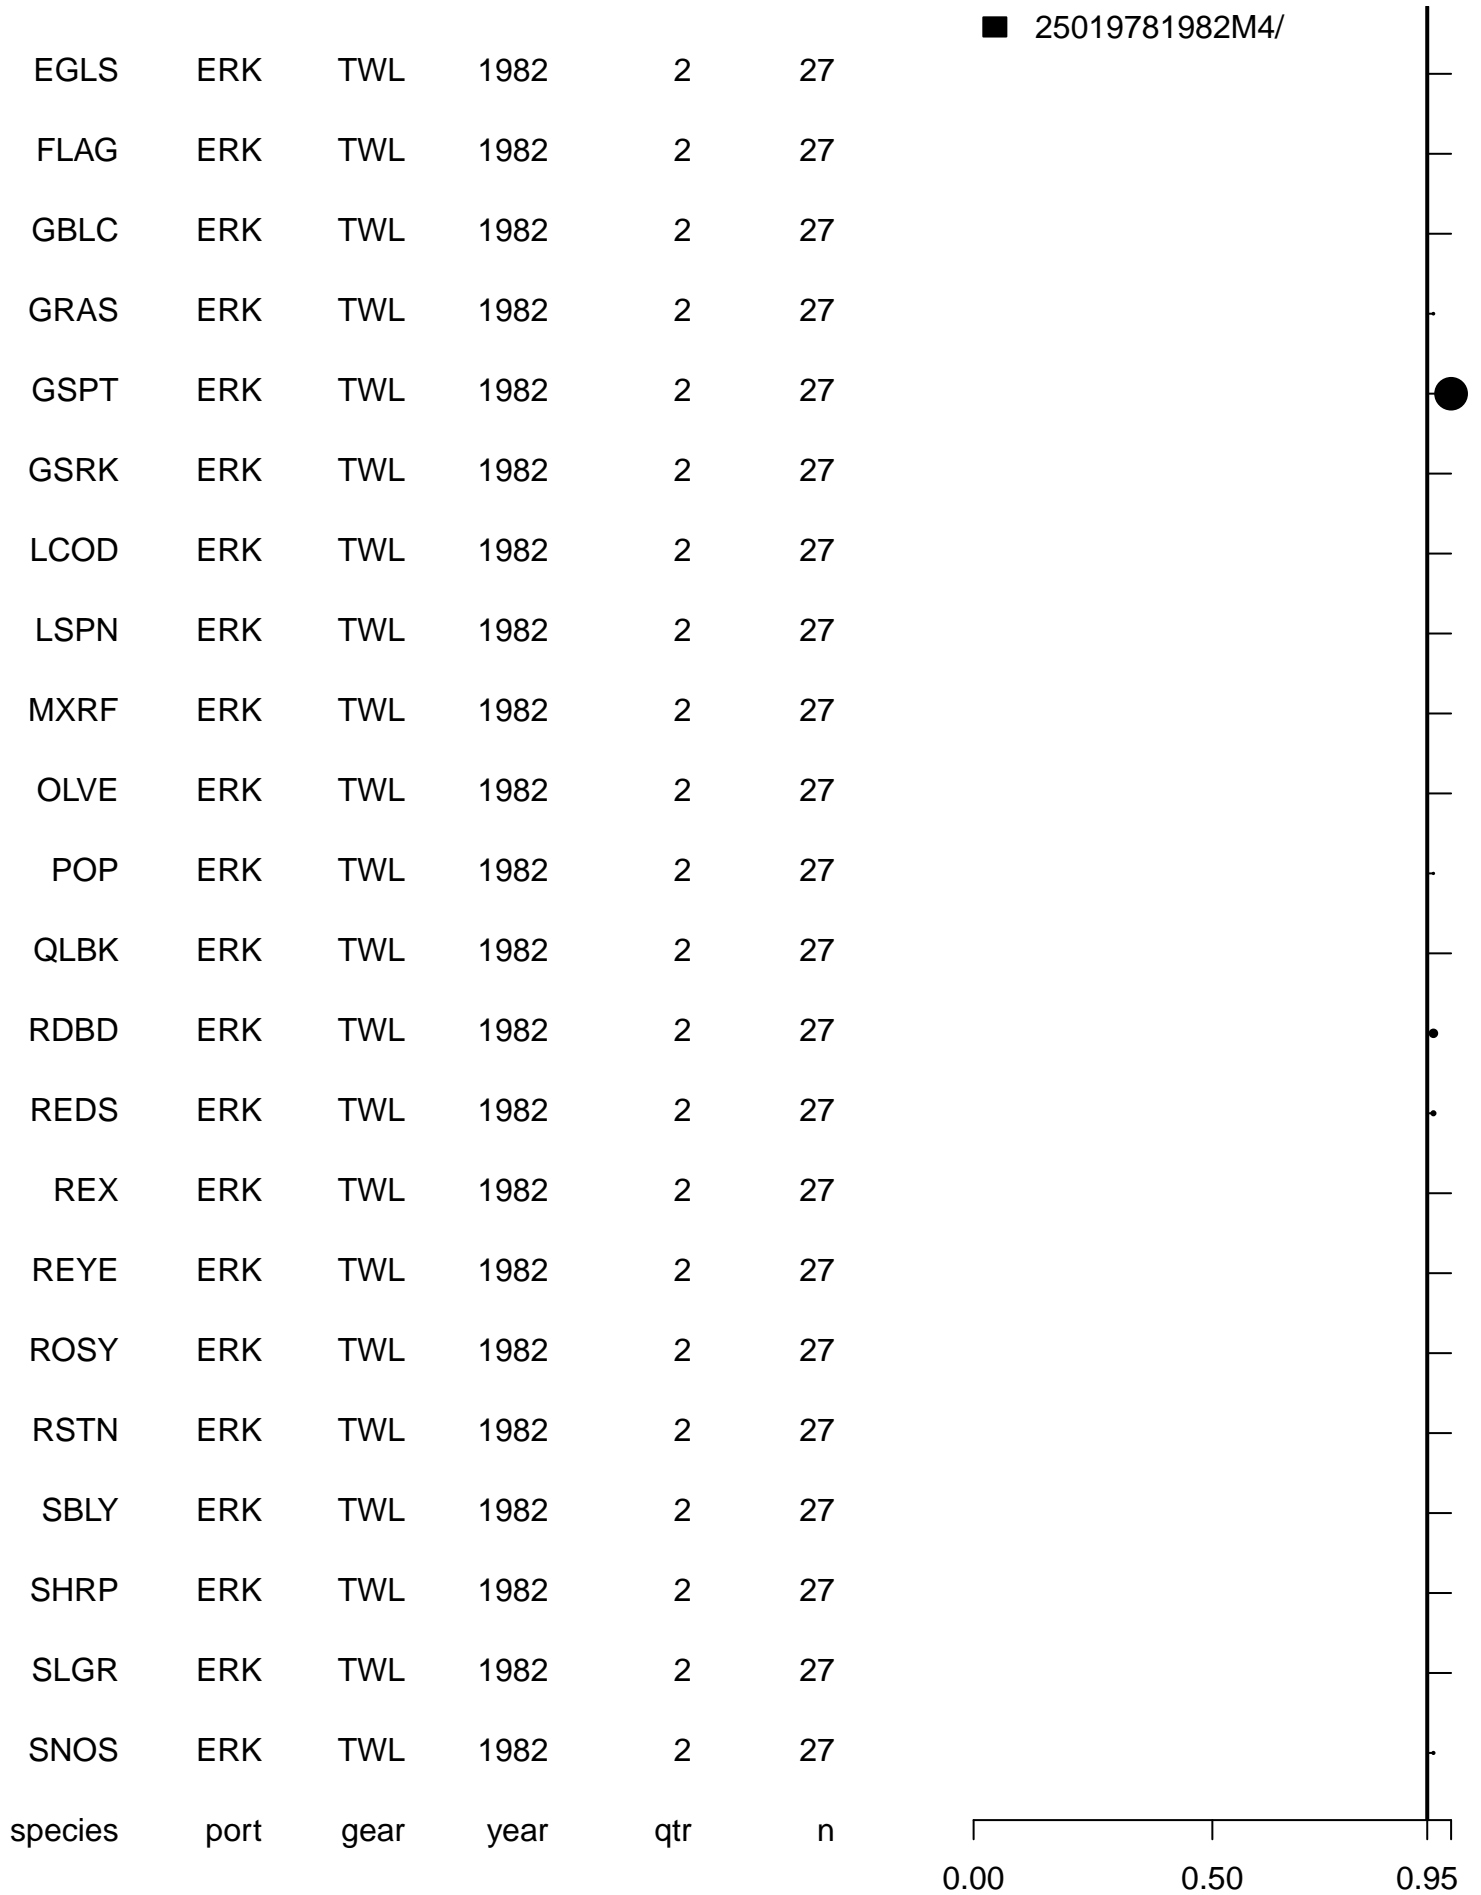 25019781982M4/
EGLS ERK TWL 1982 2 27
FLAG ERK TWL 1982 2 27
GBLC ERK TWL 1982 2 27
GRAS ERK TWL 1982 2 27
GSPT ERK TWL 1982 2 27
GSRK ERK TWL 1982 2 27
LCOD ERK TWL 1982 2 27
LSPN ERK TWL 1982 2 27
MXRF ERK TWL 1982 2 27
OLVE ERK TWL 1982 2 27
POP ERK TWL 1982 2 27
QLBK ERK TWL 1982 2 27
RDBD ERK TWL 1982 2 27
REDS ERK TWL 1982 2 27
REX ERK TWL 1982 2 27
REYE ERK TWL 1982 2 27
ROSY ERK TWL 1982 2 27
RSTN ERK TWL 1982 2 27
SBLY ERK TWL 1982 2 27
SHRP ERK TWL 1982 2 27
SLGR ERK TWL 1982 2 27
SNOS ERK TWL 1982 2 27
species port gear year qtr n
0.00 0.50 0.95